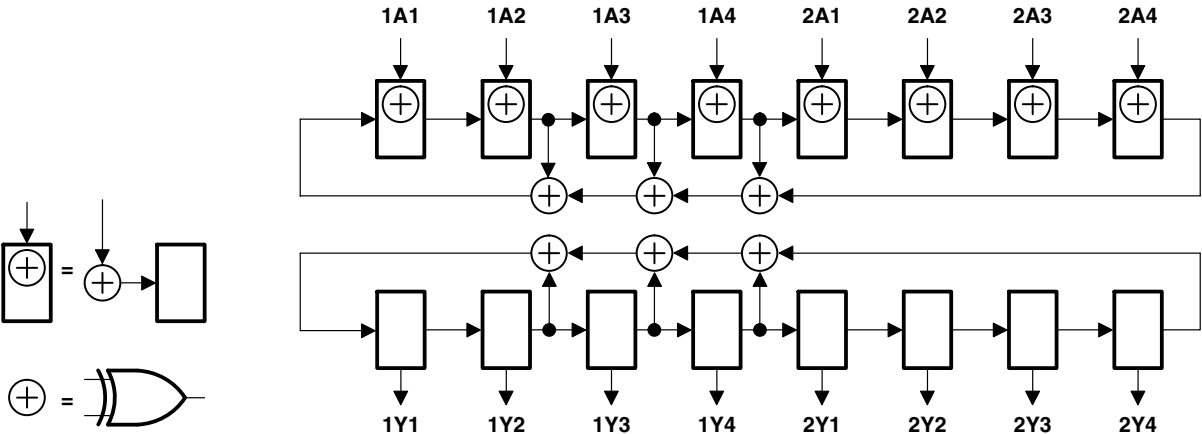 1A1 1A2 1A3 1A4 2A1 2A2 2A3 2A4
=
=
1Y1 1Y2 1Y3 1Y4 2Y1 2Y2 2Y3 2Y4